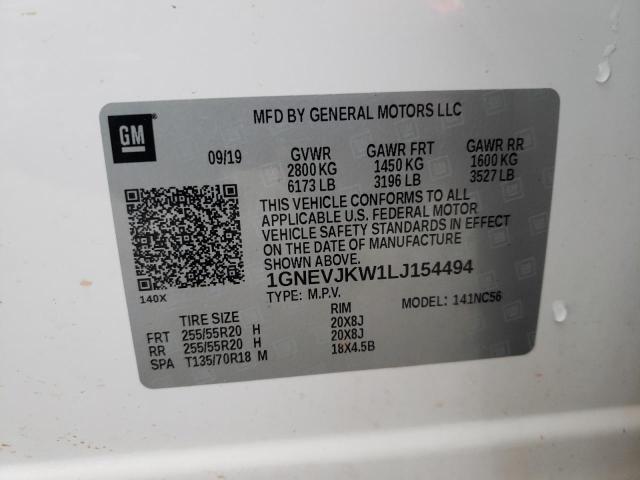 GM
MFD BY GENERAL MOTORS LLC
09/19 GVWR GAWR FRT GAWR RR
2800 KG 1450 KG 1600 KG
6173 LB 3196 LB 3527 LB
THIS VEHICLE CONFORMS TO ALL
APPLICABLE U.S. FEDERAL MOTOR
VEHICLE SAFETY STANDARDS IN EFFECT
ON THE DATE OF MANUFACTURE
SHOWN ABOVE.
1GNEVJKW1LJ154494
140X
TYPE: M.P.V. MODEL: 141NC56
TIRE SIZE RIM
FRT 255/55R20 H 20X8J
RR 255/55R20 H 20X8J
SPA T135/70R18 M 18X4.5B